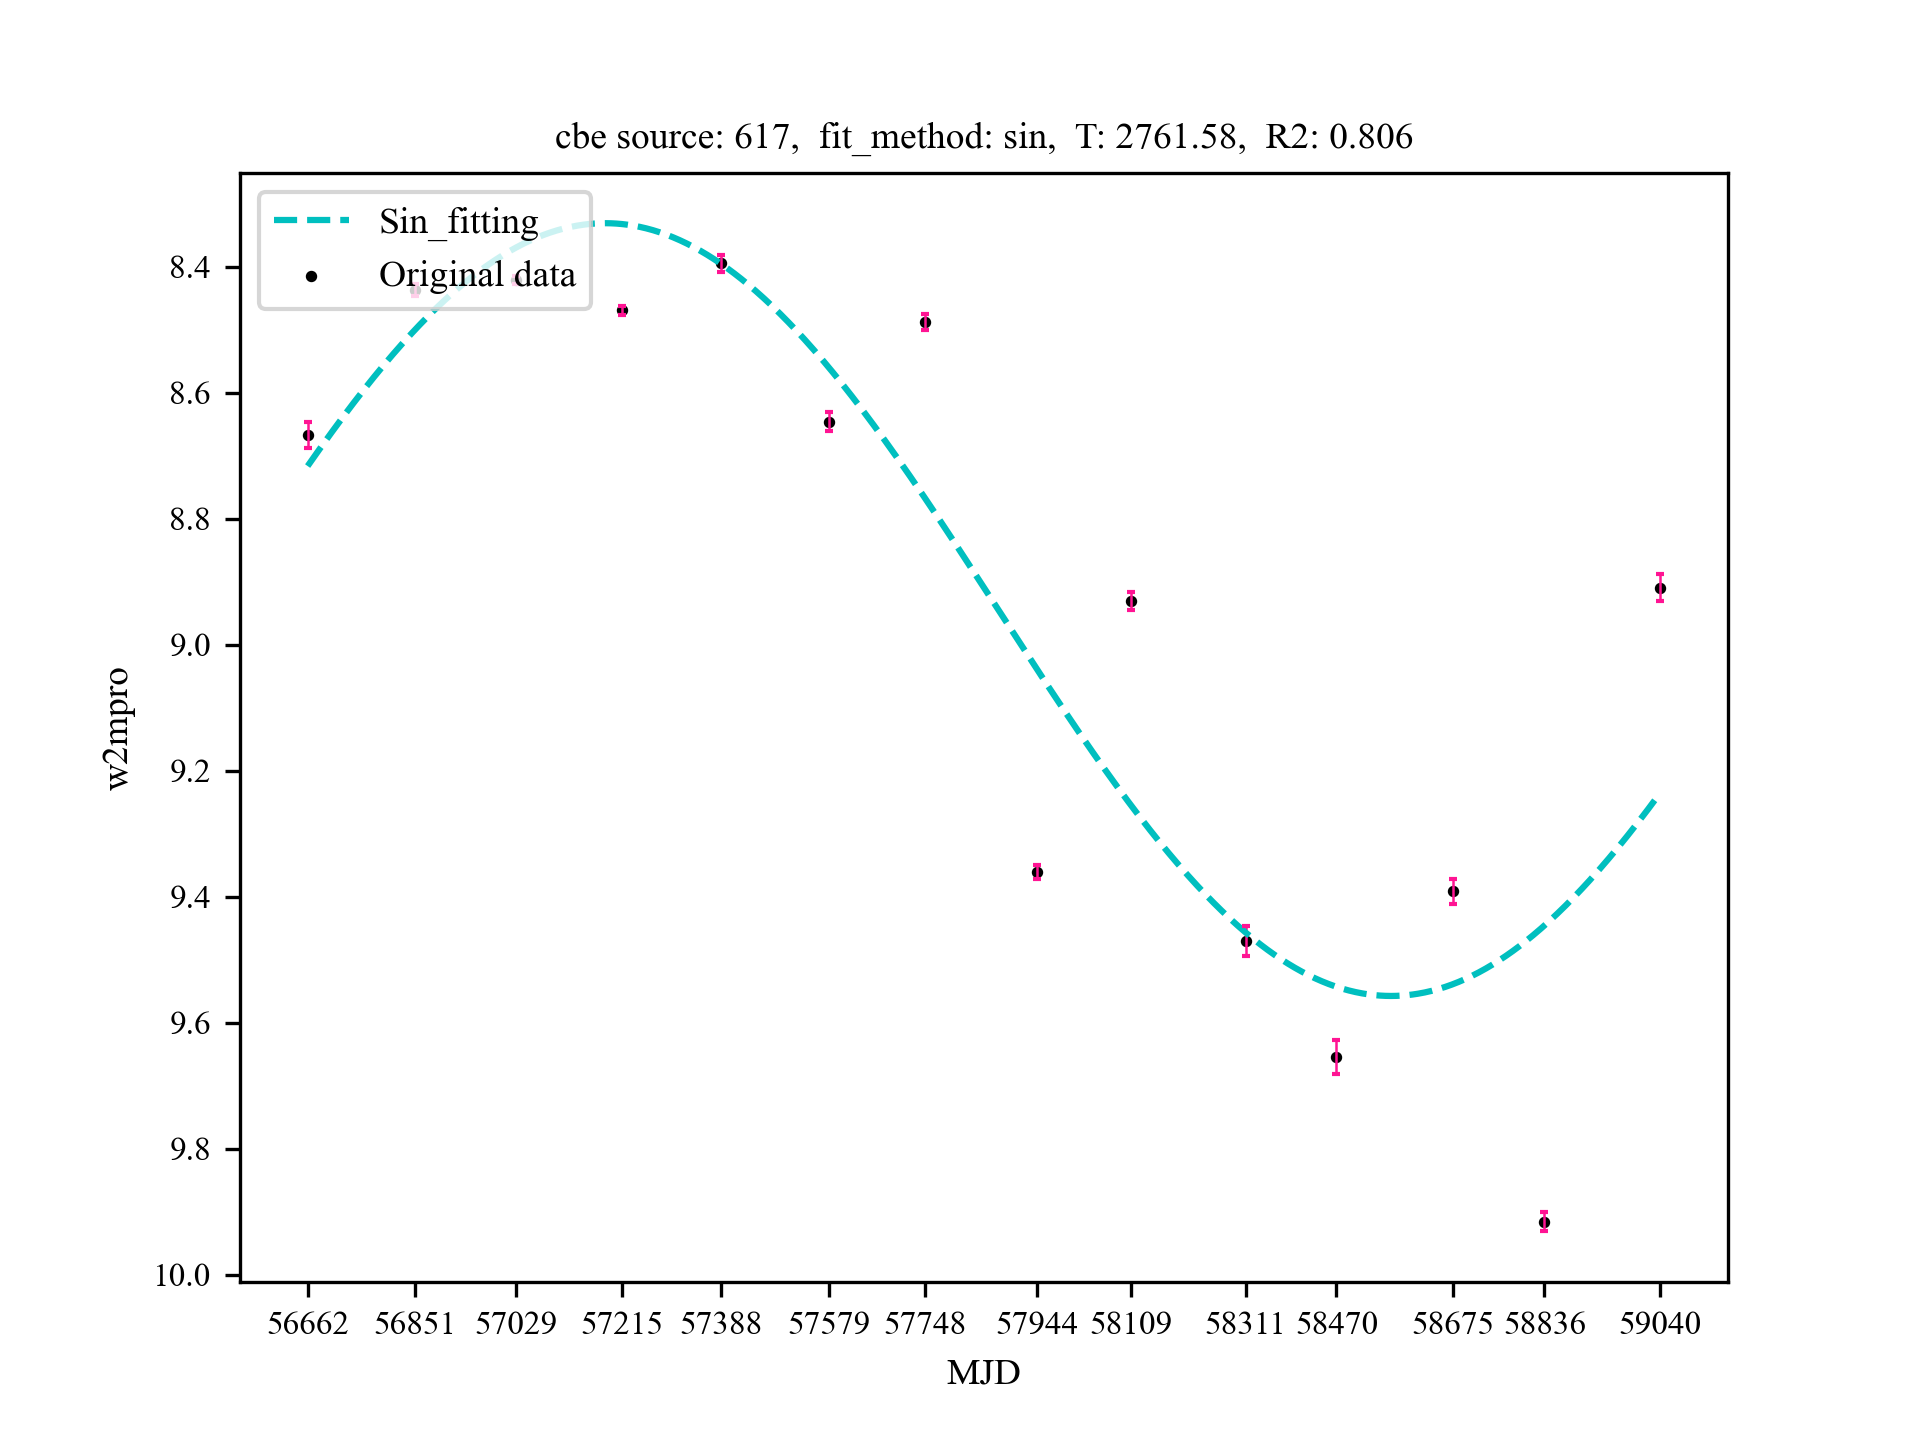 cbe source: 617, fit_method: sin, T: 2761.58, R2: 0.806
Sin_fitting
Original data
8.4
8.6
8.8
9.0
9.2
9.4
9.6
9.8
10.0
w2mpro
56662 56851 57029 57215 57388 57579 57748 57944 58109 58311 58470 58675 58836 59040
MJD